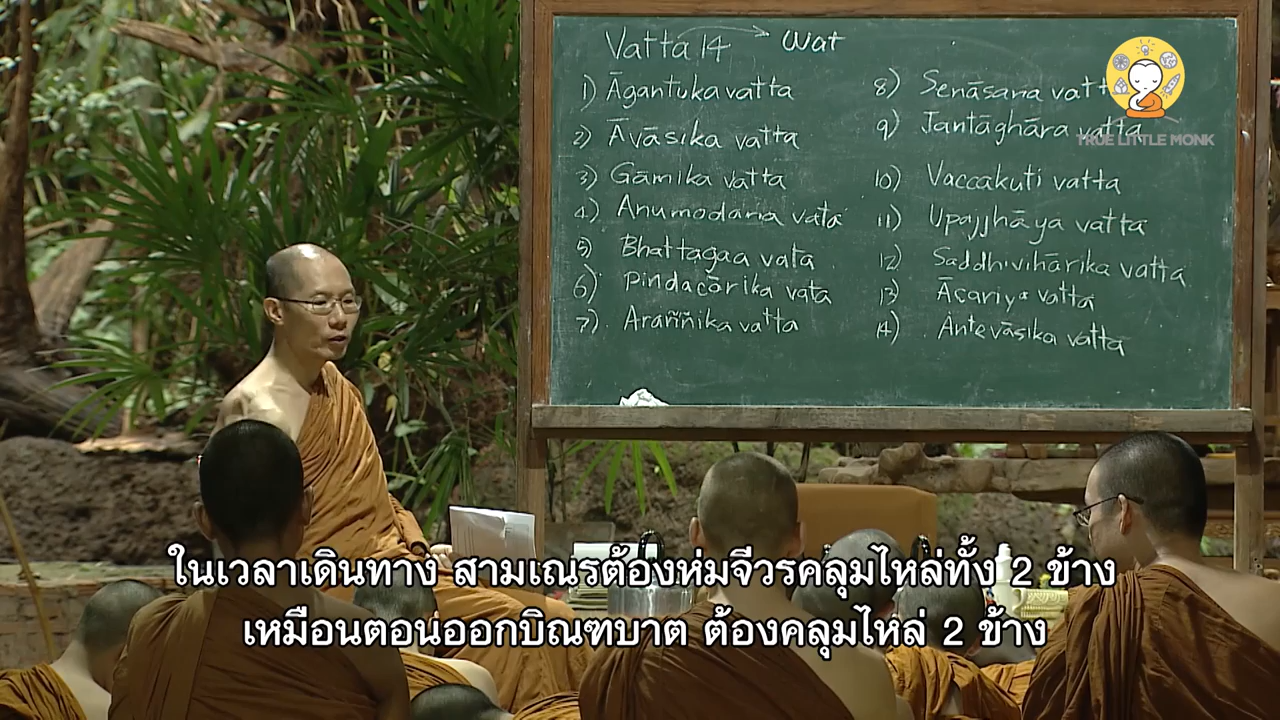 Vatta 14 → Wat
1) Āgantuka vatta
2) Āvāsika vatta
3) Gāmika vatta
4) Anumodana vata
5) Bhattagaa vata
6) Pindacārika vata
7) Araññika vatta
8) Senāsana vatt
9) Jantāghāra vatta
10) Vaccakuti vatta
11) Upajjhāya vatta
12) Saddhivihārika vatta
13) Ācariya vatta
14) Antevāsika vatta
TRUE LITTLE MONK
ในเวลาเดินทาง สามเณรต้องห่มจีวรคลุมไหล่ทั้ง 2 ข้าง
เหมือนตอนออกบิณฑบาต ต้องคลุมไหล่ 2 ข้าง